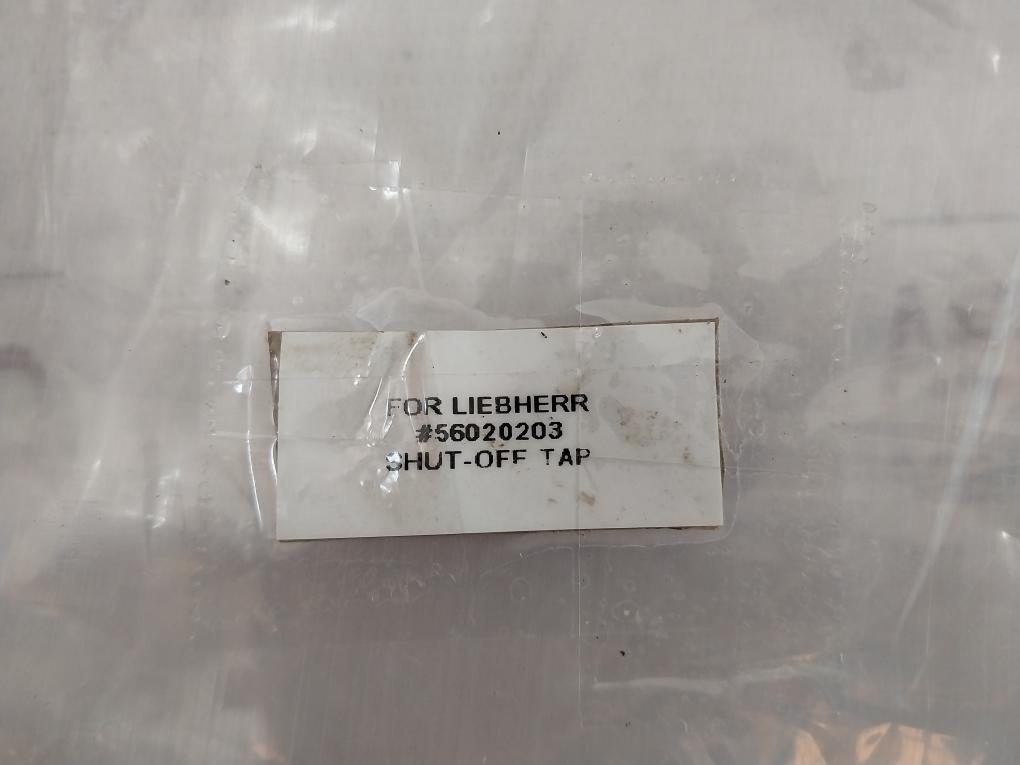 FOR LIEBHERR
#56020203
SHUT-OFF TAP